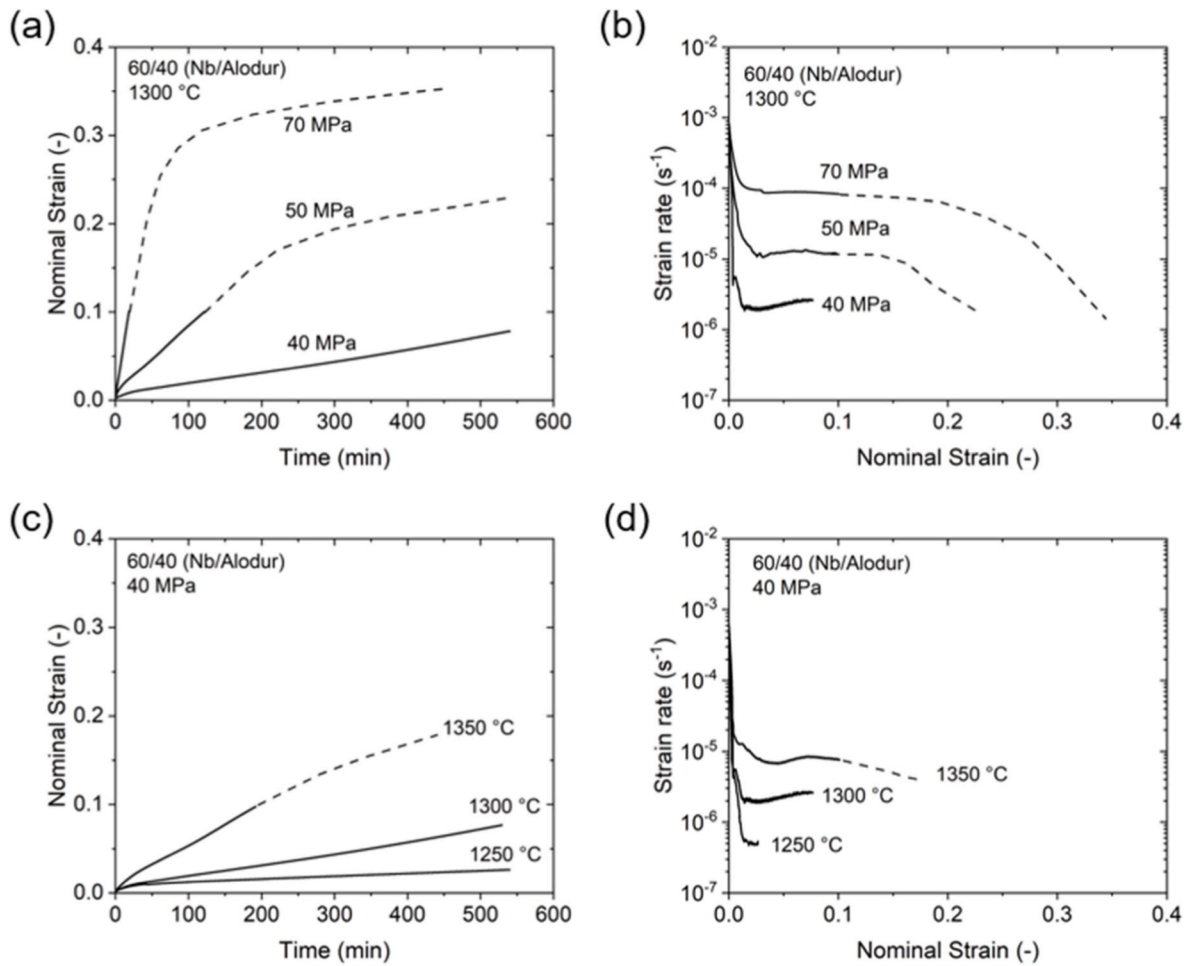 (a)
0.4
0.3
0.2
0.1
0.0
Nominal Strain (-)
60/40 (Nb/Alodur)
1300 °C
70 MPa
50 MPa
40 MPa
0 100 200 300 400 500 600
Time (min)
(b)
10⁻²
10⁻³
10⁻⁴
10⁻⁵
10⁻⁶
10⁻⁷
Strain rate (s⁻¹)
60/40 (Nb/Alodur)
1300 °C
70 MPa
50 MPa
40 MPa
0.0 0.1 0.2 0.3 0.4
Nominal Strain (-)
(c)
0.4
0.3
0.2
0.1
0.0
Nominal Strain (-)
60/40 (Nb/Alodur)
40 MPa
1350 °C
1300 °C
1250 °C
0 100 200 300 400 500 600
Time (min)
(d)
10⁻²
10⁻³
10⁻⁴
10⁻⁵
10⁻⁶
10⁻⁷
Strain rate (s⁻¹)
60/40 (Nb/Alodur)
40 MPa
1350 °C
1300 °C
1250 °C
0.0 0.1 0.2 0.3 0.4
Nominal Strain (-)